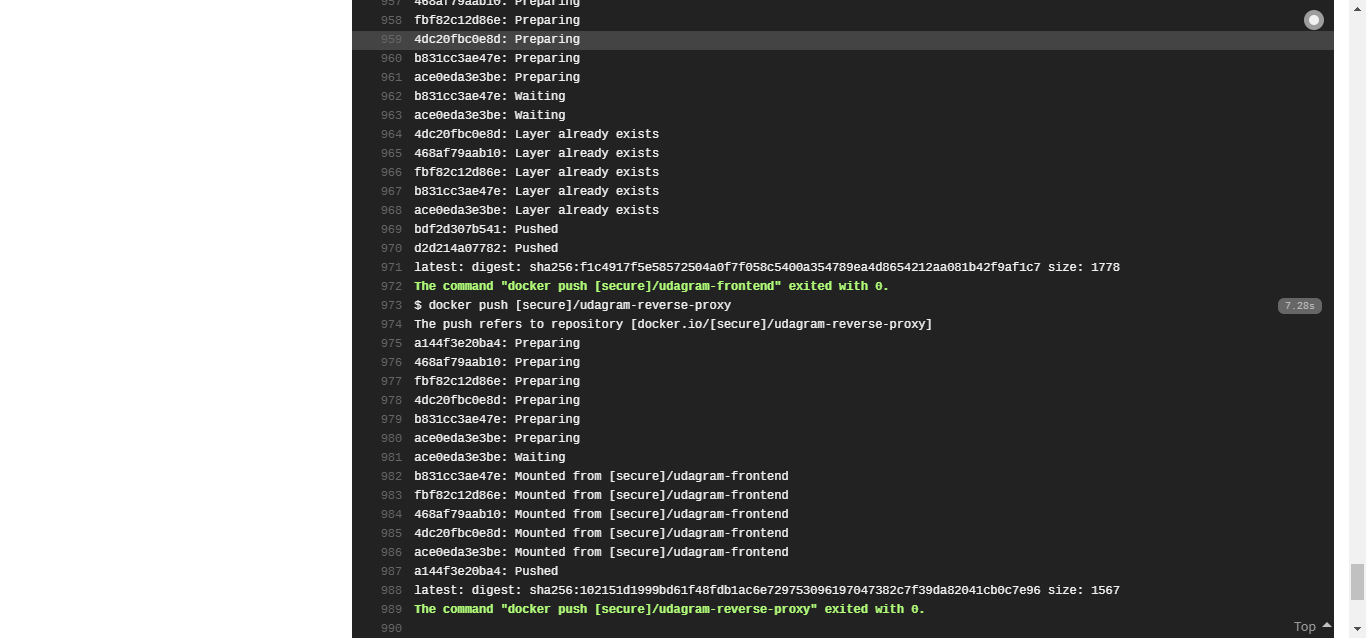 957 468af79aab10: Preparing
958 fbf82c12d86e: Preparing
959 4dc20fbc0e8d: Preparing
960 b831cc3ae47e: Preparing
961 ace0eda3e3be: Preparing
962 b831cc3ae47e: Waiting
963 ace0eda3e3be: Waiting
964 4dc20fbc0e8d: Layer already exists
965 468af79aab10: Layer already exists
966 fbf82c12d86e: Layer already exists
967 b831cc3ae47e: Layer already exists
968 ace0eda3e3be: Layer already exists
969 bdf2d307b541: Pushed
970 d2d214a07782: Pushed
971 latest: digest: sha256:f1c4917f5e58572504a0f7f058c5400a354789ea4d8654212aa081b42f9af1c7 size: 1778
972 The command "docker push [secure]/udagram-frontend" exited with 0.
973 $ docker push [secure]/udagram-reverse-proxy 7.28s
974 The push refers to repository [docker.io/[secure]/udagram-reverse-proxy]
975 a144f3e20ba4: Preparing
976 468af79aab10: Preparing
977 fbf82c12d86e: Preparing
978 4dc20fbc0e8d: Preparing
979 b831cc3ae47e: Preparing
980 ace0eda3e3be: Preparing
981 ace0eda3e3be: Waiting
982 b831cc3ae47e: Mounted from [secure]/udagram-frontend
983 fbf82c12d86e: Mounted from [secure]/udagram-frontend
984 468af79aab10: Mounted from [secure]/udagram-frontend
985 4dc20fbc0e8d: Mounted from [secure]/udagram-frontend
986 ace0eda3e3be: Mounted from [secure]/udagram-frontend
987 a144f3e20ba4: Pushed
988 latest: digest: sha256:102151d1999bd61f48fdb1ac6e729753096197047382c7f39da82041cb0c7e96 size: 1567
989 The command "docker push [secure]/udagram-reverse-proxy" exited with 0.
990
Top